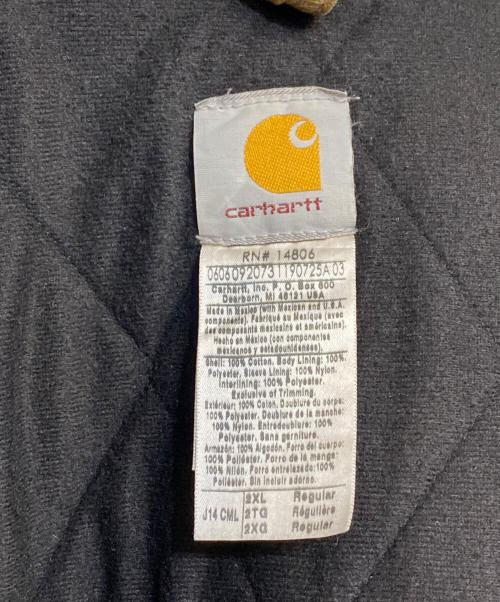 carhartt
RN# 14806
0606092073 1190725A 03
Carhartt, Inc. P. O. Box 600
Dearborn, MI 48121 USA
Made in Mexico (with Mexican and U.S.A.
components). Fabriqué au Mexique (avec
des composants mexicains et américains).
Hecho en México (con componentes
méxicanos y estadounidenses).
Shell: 100% Cotton. Body Lining: 100%
Polyester. Sleeve Lining: 100% Nylon.
Interlining: 100% Polyester.
Exclusive of Trimming.
Extérieur: 100% Coton. Doublure du corps:
100% Polyester. Doublure de la manche:
100% Nylon. Entredoublure: 100%
Polyester. Sans garniture.
Armazón: 100% Algodón. Forro del cuerpo:
100% Poliéster. Forro de la manga:
100% Nilón. Forro entrelazado: 100%
Poliéster. Sin incluir adorno.
J14 CML
2XL Regular
2TG Régulière
2XG Regular